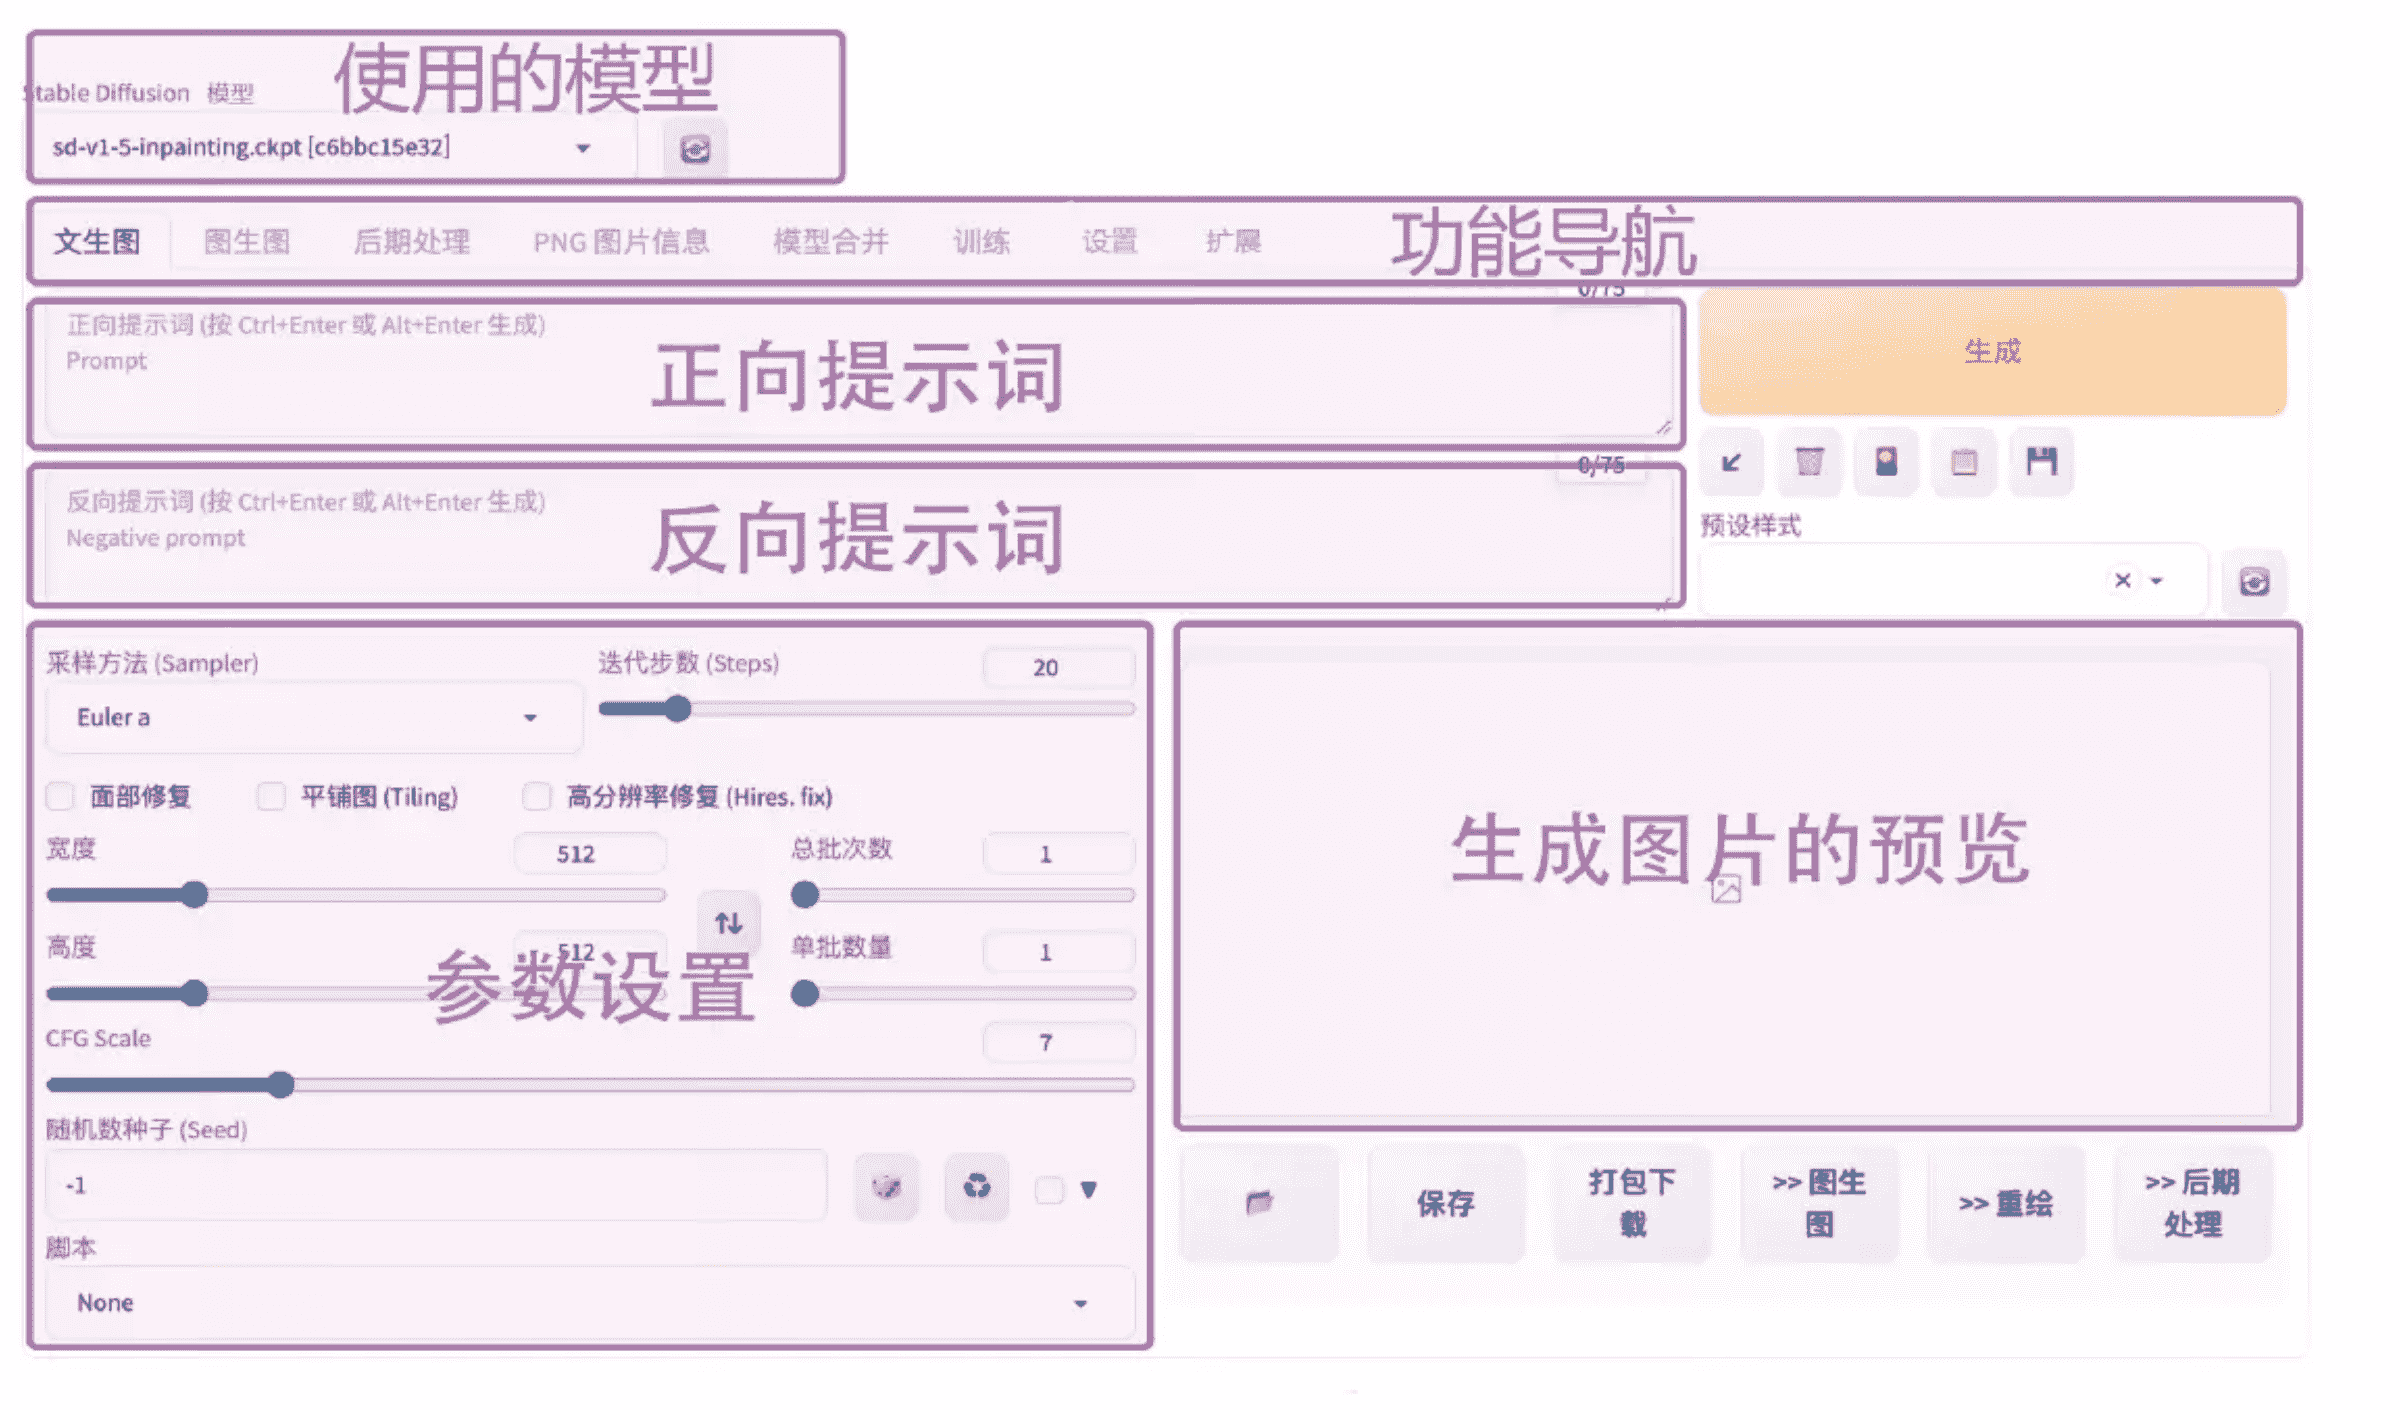 使用的模型
Stable Diffusion 模型
sd-v1-5-inpainting.ckpt [c6bbc15e32]
文生图 图生图 后期处理 PNG 图片信息 模型合并 训练 设置 扩展 功能导航
0/75
正向提示词 (按 Ctrl+Enter 或 Alt+Enter 生成)
Prompt
正向提示词
生成
0/75
反向提示词 (按 Ctrl+Enter 或 Alt+Enter 生成)
Negative prompt
反向提示词
预设样式
采样方法 (Sampler)
Euler a
迭代步数 (Steps)
20
面部修复 平铺图 (Tiling) 高分辨率修复 (Hires. fix)
宽度
512
总批次数
1
高度
512
单批数量
1
参数设置
CFG Scale
7
随机数种子 (Seed)
-1
脚本
None
生成图片的预览
保存
打包下
载
>> 图生
图
>> 重绘
>> 后期
处理